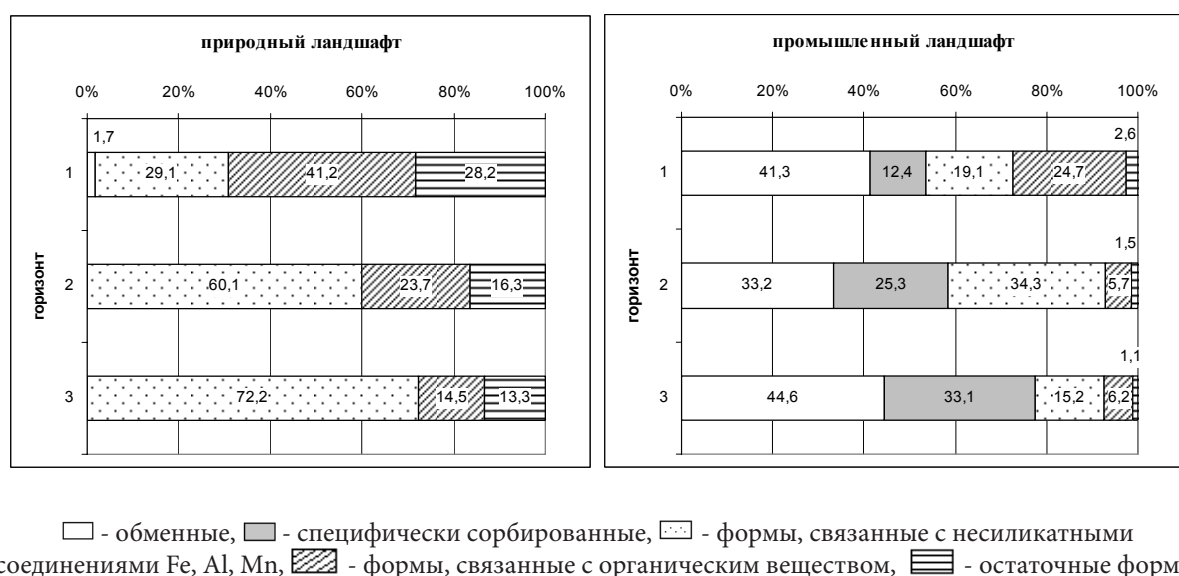 природный ландшафт
0% 20% 40% 60% 80% 100%
1,7
1 29,1 41,2 28,2
2 60,1 23,7 16,3
3 72,2 14,5 13,3
горизонт
промышленный ландшафт
0% 20% 40% 60% 80% 100%
2,6
1 41,3 12,4 19,1 24,7
1,5
2 33,2 25,3 34,3 5,7
1,1
3 44,6 33,1 15,2 6,2
горизонт
- обменные, - специфически сорбированные, - формы, связанные с несиликатными
соединениями Fe, Al, Mn, - формы, связанные с органическим веществом, - остаточные форм